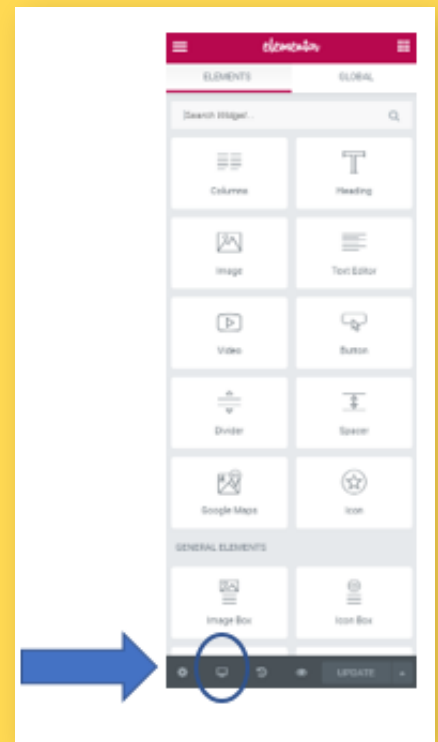 elementor
ELEMENTS GLOBAL
Search Widget...
Columns Heading
Image Text Editor
Video Button
Divider Spacer
Google Maps Icon
GENERAL ELEMENTS
Image Box Icon Box
UPDATE